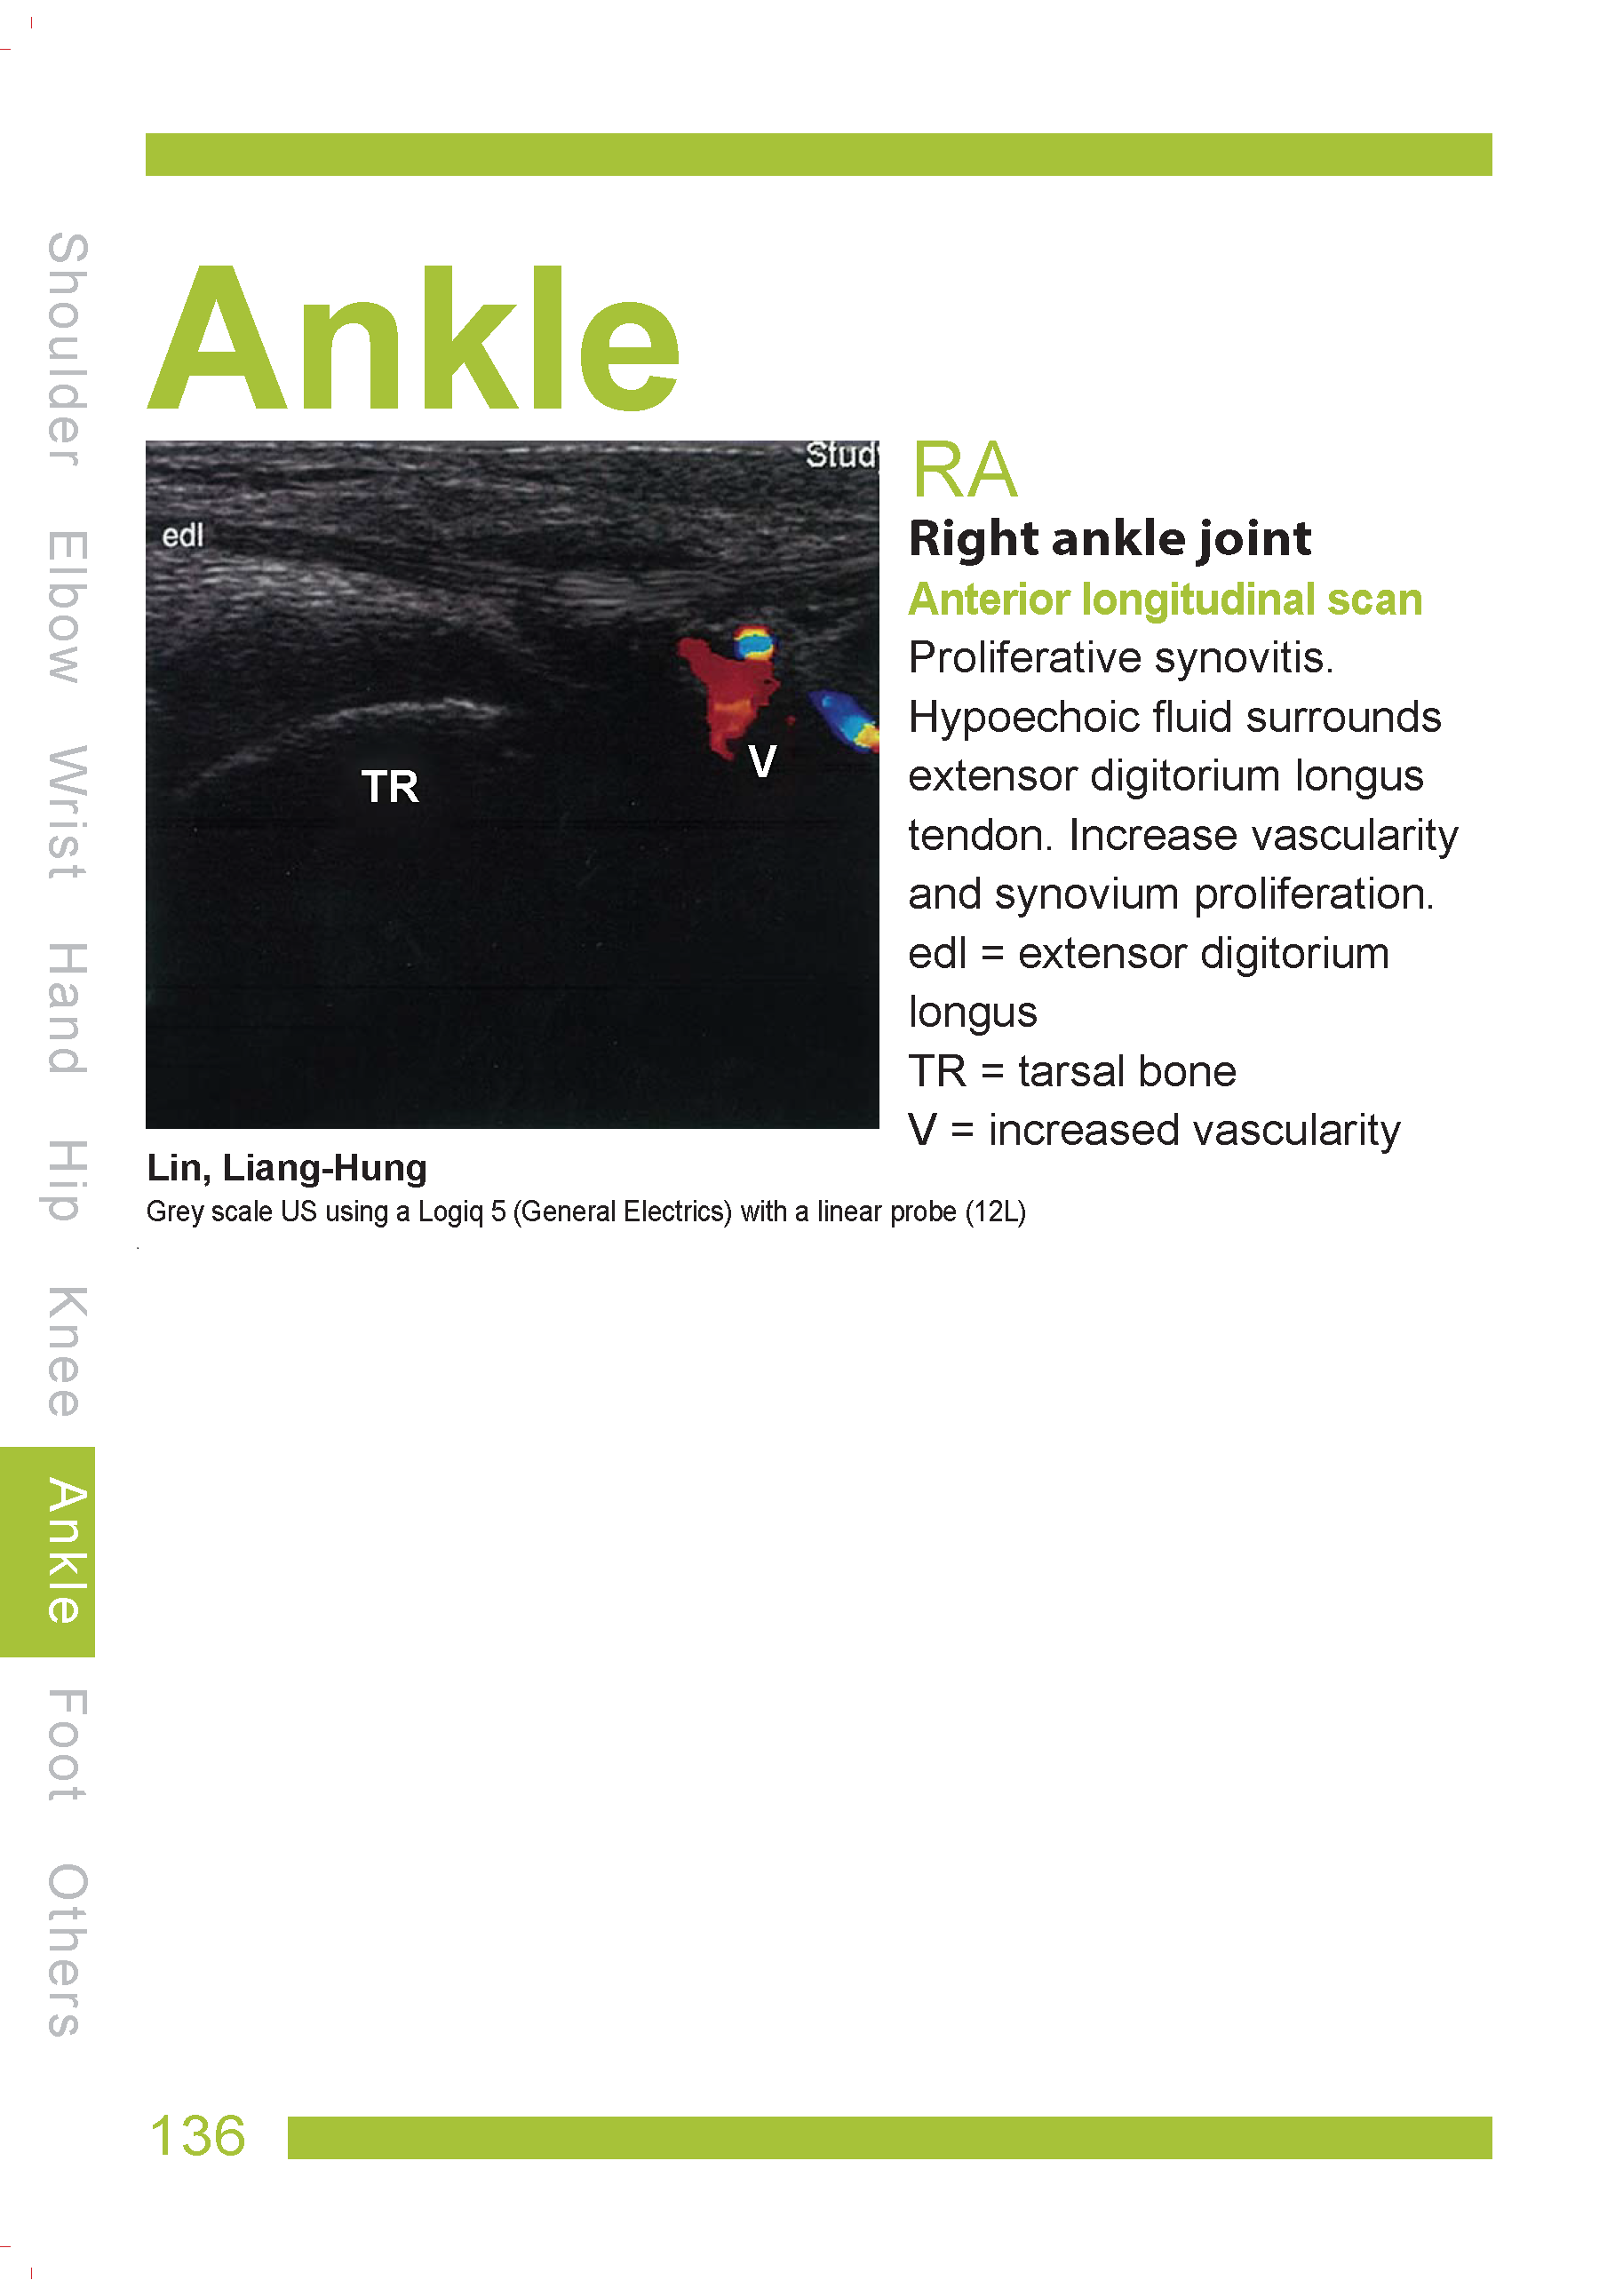 Shoulder
Elbow
Wrist
Hand
Hip
Knee
Ankle
Foot
Others
Ankle
Stud
edl
TR
V
RA
Right ankle joint
Anterior longitudinal scan
Proliferative synovitis.
Hypoechoic fluid surrounds
extensor digitorium longus
tendon. Increase vascularity
and synovium proliferation.
edl = extensor digitorium
longus
TR = tarsal bone
V = increased vascularity
Lin, Liang-Hung
Grey scale US using a Logiq 5 (General Electrics) with a linear probe (12L)
136